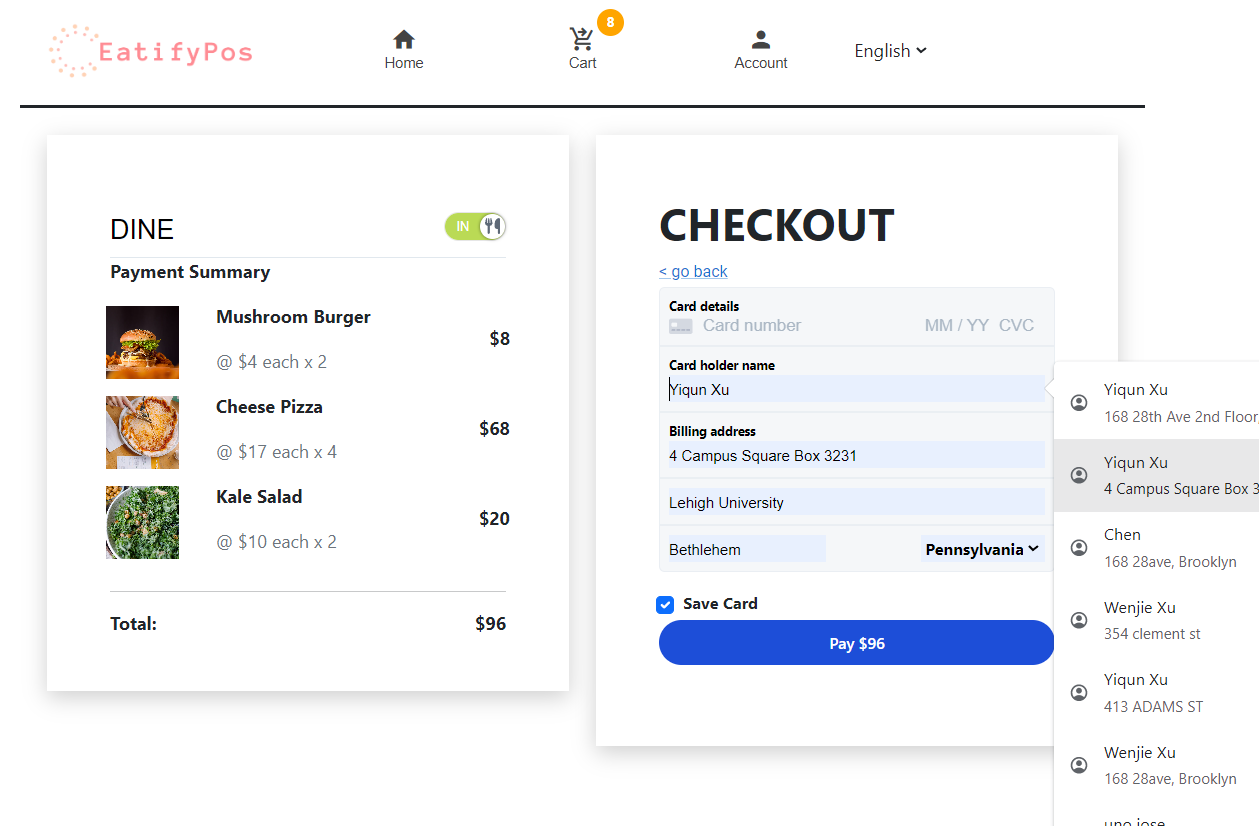 EatifyPos
Home
8
Cart
Account
English
DINE
IN
Payment Summary
Mushroom Burger
$8
@ $4 each x 2
Cheese Pizza
$68
@ $17 each x 4
Kale Salad
$20
@ $10 each x 2
Total:
$96
CHECKOUT
< go back
Card details
Card number
MM / YY CVC
Card holder name
Yiqun Xu
Billing address
4 Campus Square Box 3231
Lehigh University
Bethlehem
Pennsylvania
Save Card
Pay $96
Yiqun Xu
168 28th Ave 2nd Floor,
Yiqun Xu
4 Campus Square Box 3
Chen
168 28ave, Brooklyn
Wenjie Xu
354 clement st
Yiqun Xu
413 ADAMS ST
Wenjie Xu
168 28ave, Brooklyn
uno jose